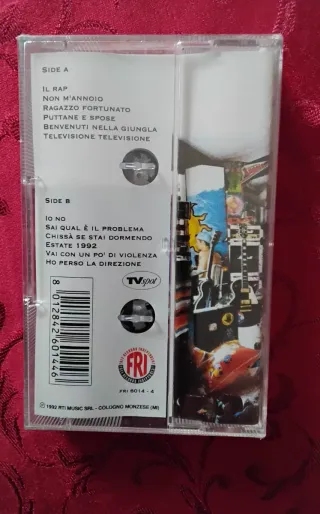 SIDE A
IL RAP
NON M'ANNOIO
RAGAZZO FORTUNATO
PUTTANE E SPOSE
BENVENUTI NELLA GIUNGLA
TELEVISIONE TELEVISIONE
SIDE B
IO NO
SAI QUAL È IL PROBLEMA
CHISSÀ SE STAI DORMENDO
ESTATE 1992
VAI CON UN PO' DI VIOLENZA
HO PERSO LA DIREZIONE
TVspot
8 012842 601446
FRI
FRI 6014 - 4
℗ 1992 RTI MUSIC SRL - COLOGNO MONZESE (MI)